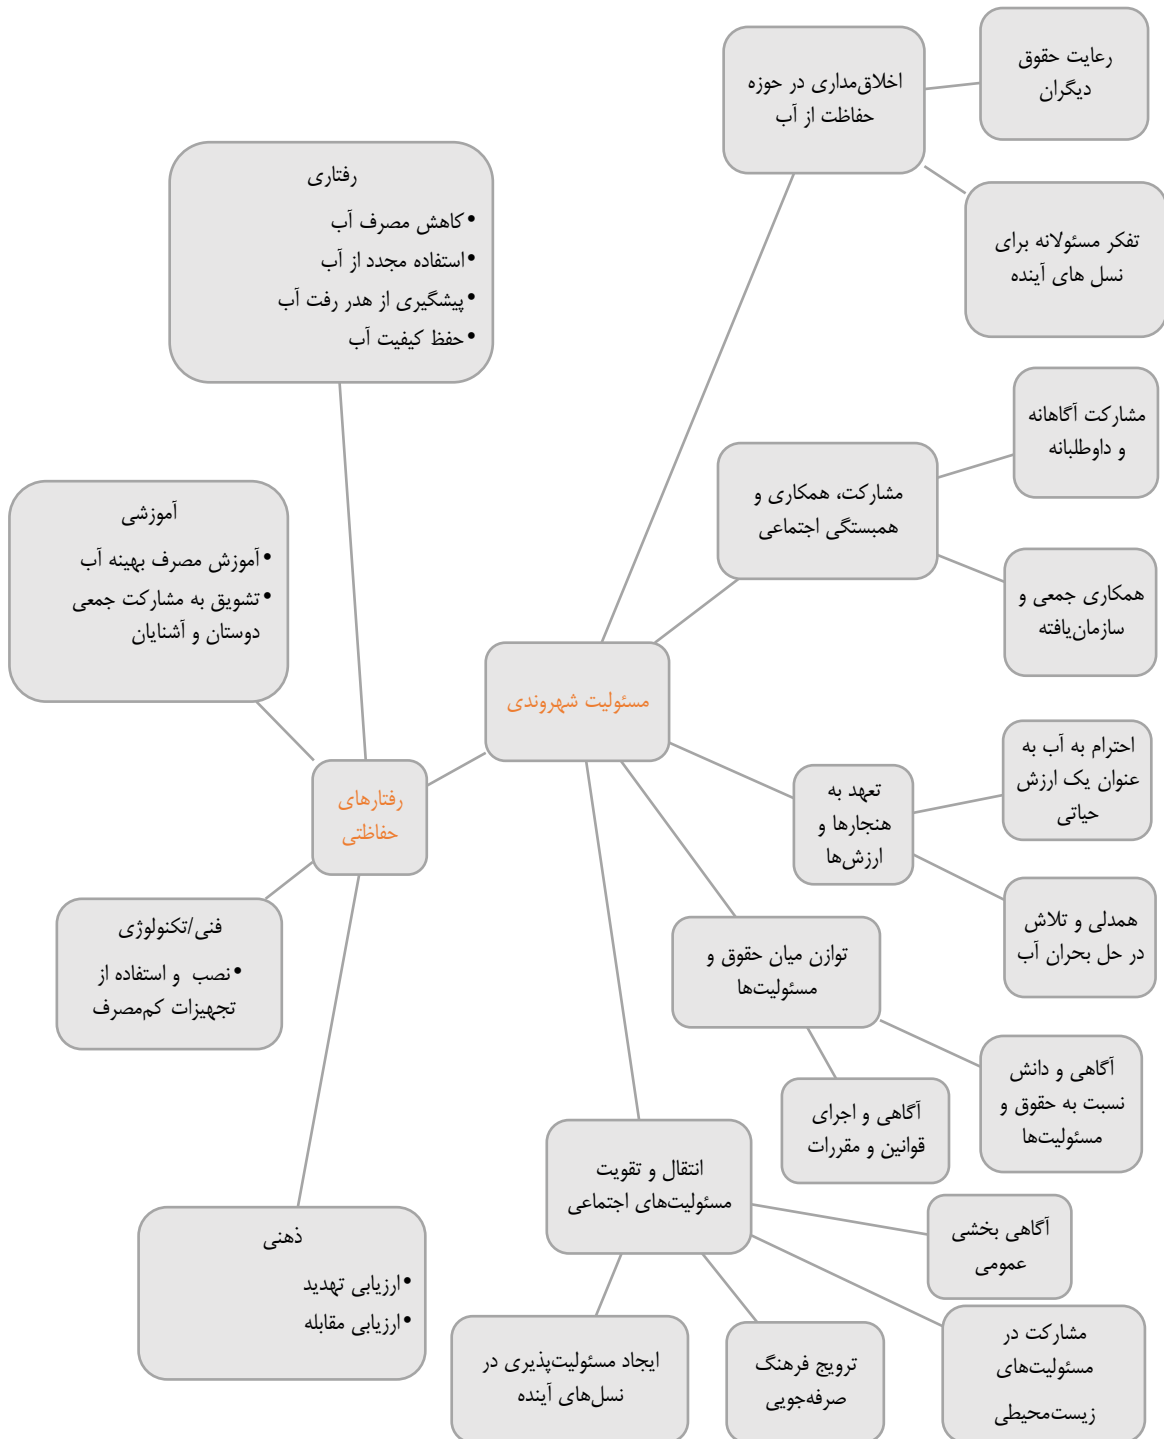 رعایت حقوق
دیگران
اخلاق‌مداری در حوزه
حفاظت از آب
تفکر مسئولانه برای
نسل های آینده
رفتاری
•کاهش مصرف آب
•استفاده مجدد از آب
•پیشگیری از هدر رفت آب
•حفظ کیفیت آب
مشارکت آگاهانه
و داوطلبانه
مشارکت، همکاری و
همبستگی اجتماعی
همکاری جمعی و
سازمان‌یافته
آموزشی
•آموزش مصرف بهینه آب
•تشویق به مشارکت جمعی
دوستان و آشنایان
مسئولیت شهروندی
احترام به آب به
عنوان یک ارزش
حیاتی
تعهد به
هنجارها و
ارزش‌ها
همدلی و تلاش
در حل بحران آب
رفتارهای
حفاظتی
فنی/تکنولوژی
•نصب و استفاده از
تجهیزات کم‌مصرف
توازن میان حقوق و
مسئولیت‌ها
آگاهی و دانش
نسبت به حقوق و
مسئولیت‌ها
آگاهی و اجرای
قوانین و مقررات
انتقال و تقویت
مسئولیت‌های اجتماعی
آگاهی بخشی
عمومی
ذهنی
•ارزیابی تهدید
•ارزیابی مقابله
مشارکت در
مسئولیت‌های
زیست‌محیطی
ترویج فرهنگ
صرفه‌جویی
ایجاد مسئولیت‌پذیری در
نسل‌های آینده